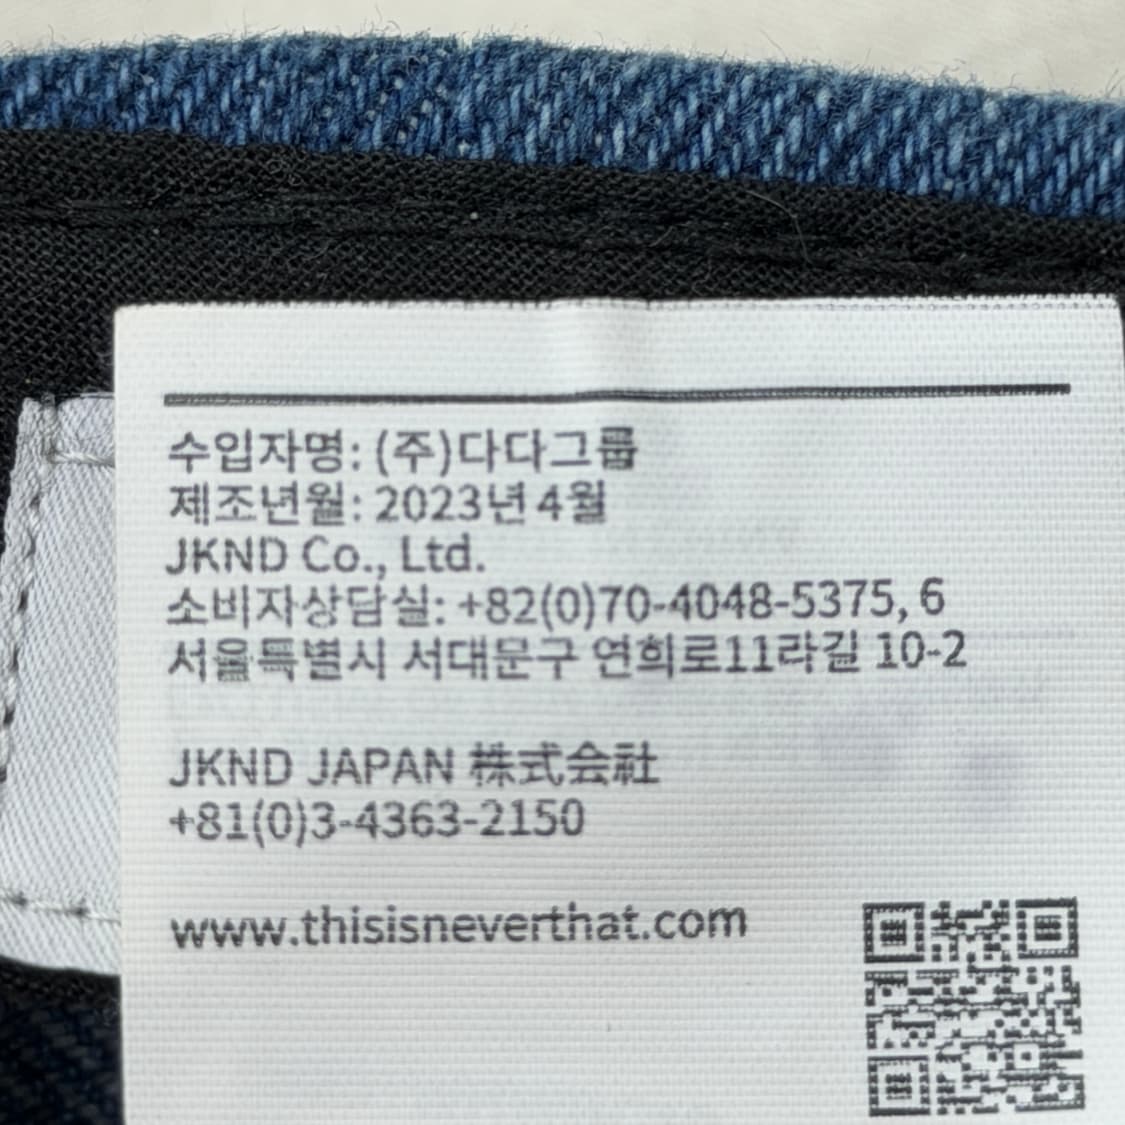 수입자명: (주)다다그룹
제조년월: 2023년 4월
JKND Co., Ltd.
소비자상담실: +82(0)70-4048-5375, 6
서울특별시 서대문구 연희로11라길 10-2
JKND JAPAN 株式会社
+81(0)3-4363-2150
www.thisisneverthat.com